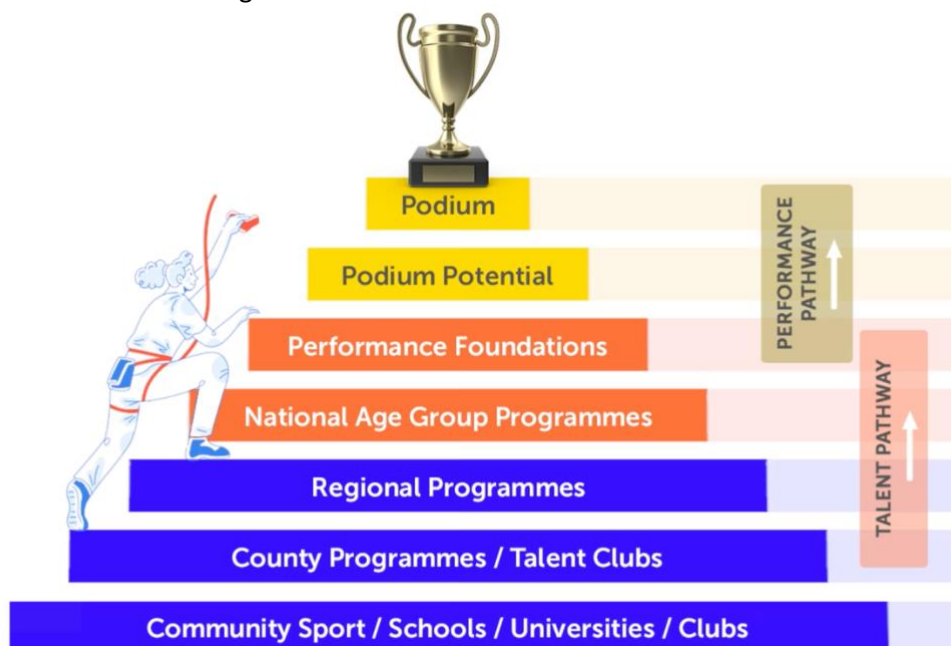 Podium
Podium Potential
Performance Foundations
National Age Group Programmes
Regional Programmes
County Programmes / Talent Clubs
Community Sport / Schools / Universities / Clubs
PERFORMANCE
PATHWAY
TALENT PATHWAY